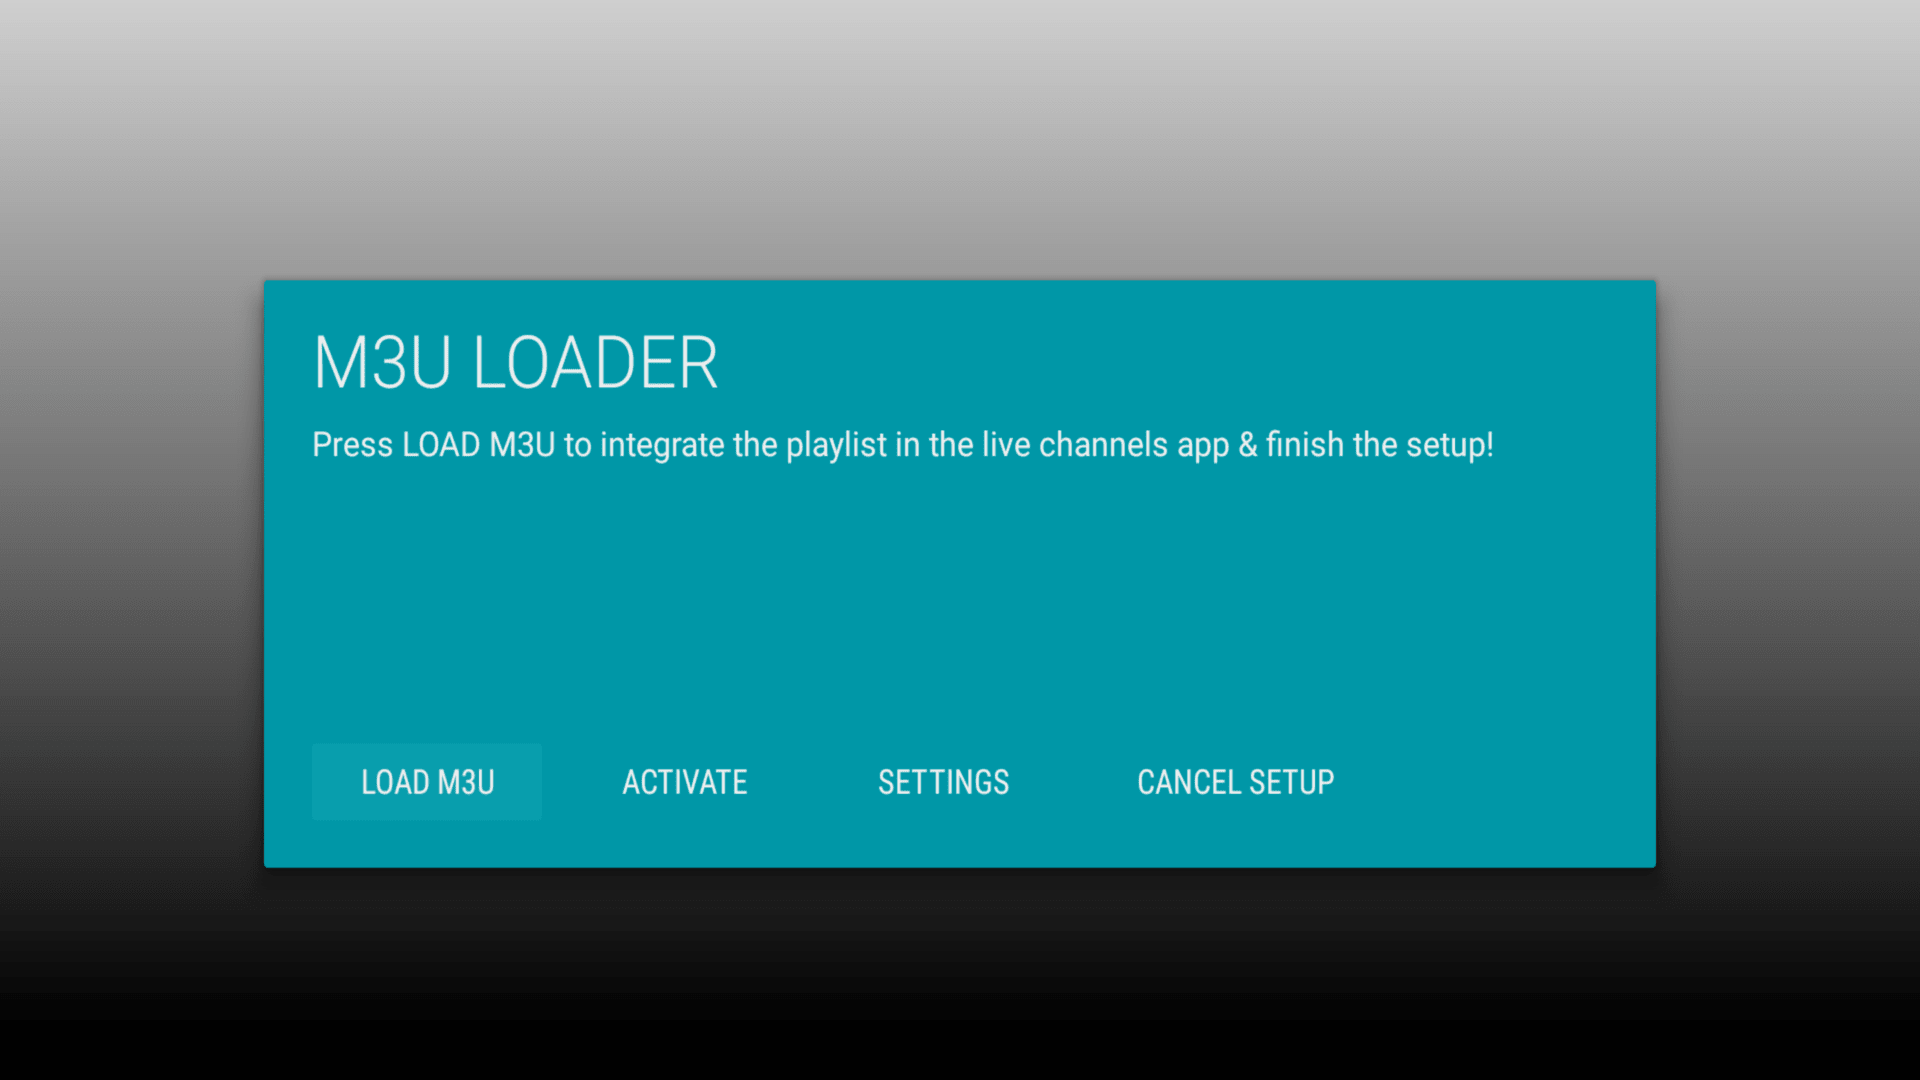 M3U LOADER
Press LOAD M3U to integrate the playlist in the live channels app & finish the setup!
LOAD M3U
ACTIVATE
SETTINGS
CANCEL SETUP